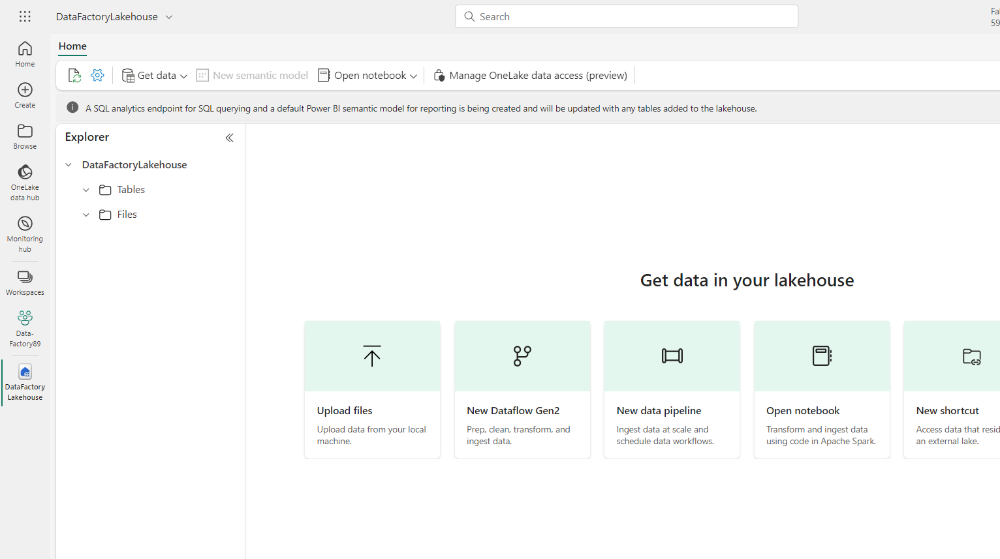 DataFactoryLakehouse
Search
Fal
59
Home
Home
Create
Browse
OneLake
data hub
Monitoring
hub
Workspaces
Data-
Factory89
DataFactory
Lakehouse
Get data
New semantic model
Open notebook
Manage OneLake data access (preview)
A SQL analytics endpoint for SQL querying and a default Power BI semantic model for reporting is being created and will be updated with any tables added to the lakehouse.
Explorer
DataFactoryLakehouse
Tables
Files
Get data in your lakehouse
Upload files
Upload data from your local
machine.
New Dataflow Gen2
Prep, clean, transform, and
ingest data.
New data pipeline
Ingest data at scale and
schedule data workflows.
Open notebook
Transform and ingest data
using code in Apache Spark.
New shortcut
Access data that resid
an external lake.